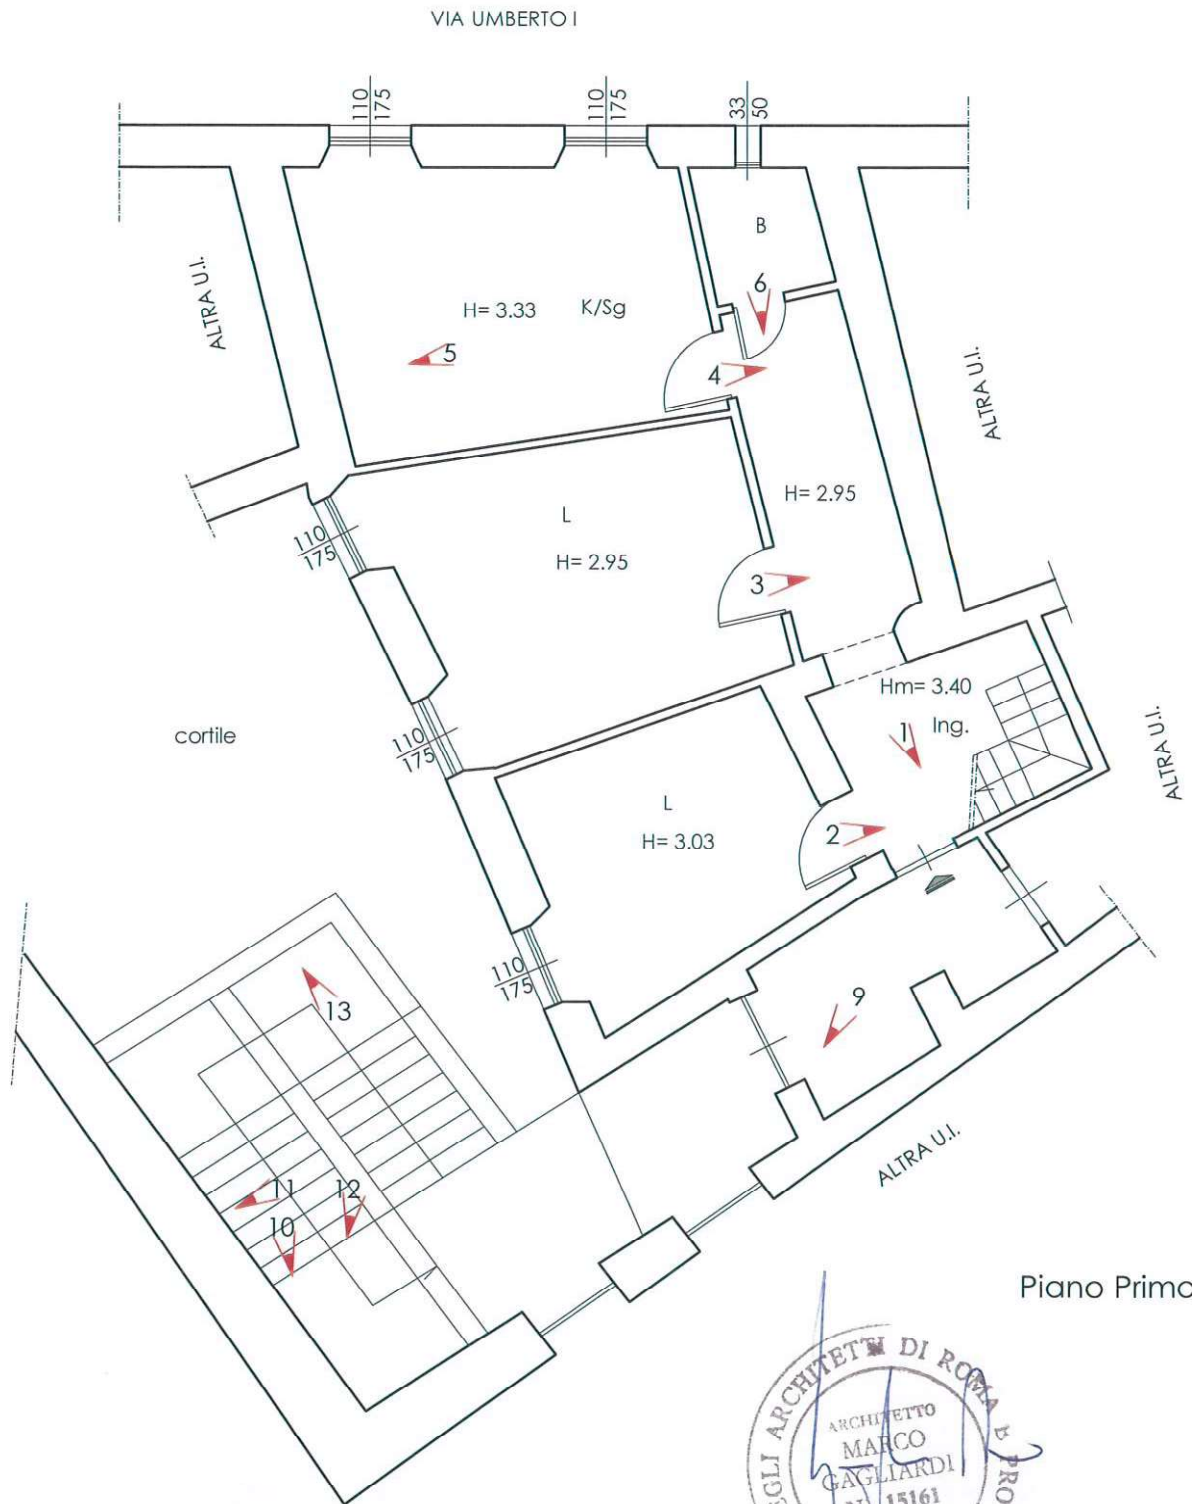 VIA UMBERTO I
110
175
110
175
33
50
B
6
ALTRA U.I.
H= 3.33
K/Sg
5
4
ALTRA U.I.
H= 2.95
L
H= 2.95
110
175
3
Hm= 3.40
1
Ing.
cortile
110
175
ALTRA U.I.
L
H= 3.03
2
110
175
9
13
ALTRA U.I.
11
12
10
Piano Primo
EGLI ARCHITETTI DI ROMA E PRO
ARCHITETTO
MARCO
GAGLIARDI
15161